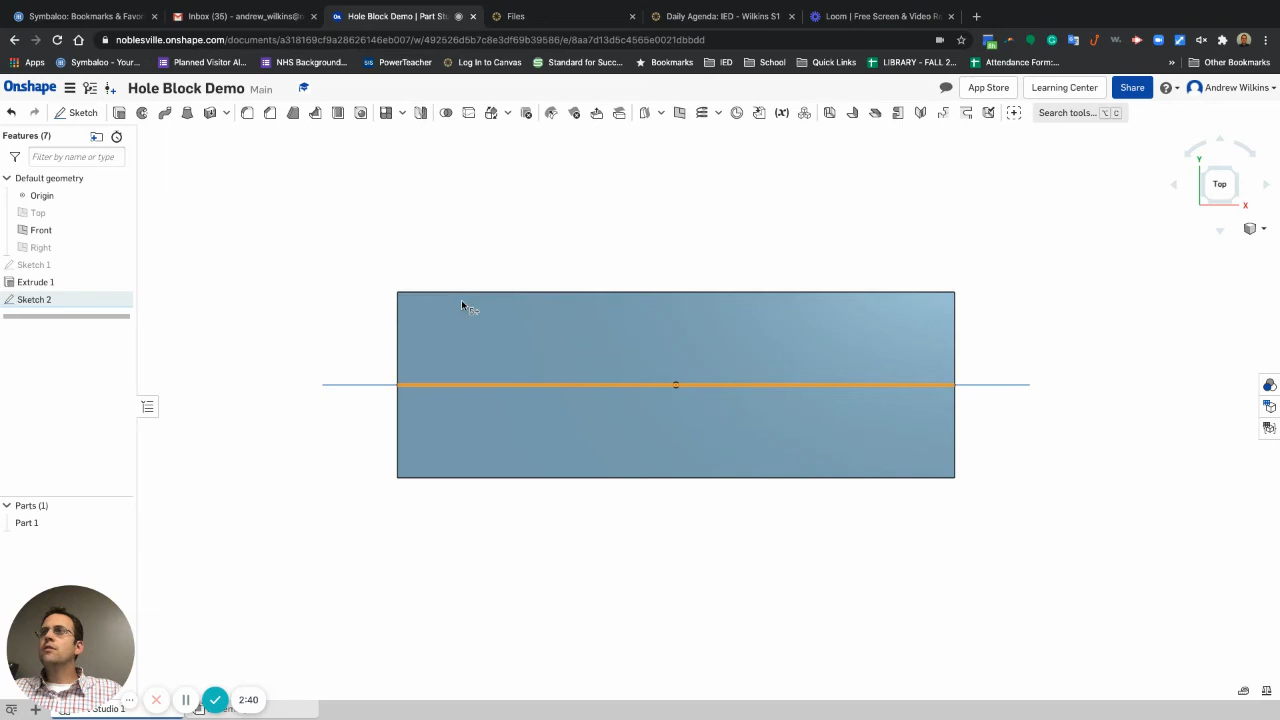 Symbaloo: Bookmarks & Favor
Inbox (35) - andrew_wilkins@n
Hole Block Demo | Part Stu
Files
Daily Agenda: IED - Wilkins S1
Loom | Free Screen & Video Re
noblesville.onshape.com/documents/a318169cf9a28626146eb007/w/492526d5b7c8e3df69b39586/e/8aa7d13d5c4565e0021dbbdd
Apps
Symbaloo - Your...
Planned Visitor Al...
NHS Background...
PowerTeacher
Log In to Canvas
Standard for Succ...
Bookmarks
IED
School
Quick Links
LIBRARY - FALL 2...
Attendance Form:...
»
Other Bookmarks
Onshape
Hole Block Demo Main
App Store
Learning Center
Share
Andrew Wilkins
Sketch
Search tools... ⌥ C
Features (7)
Filter by name or type
Default geometry
Origin
Top
Front
Right
Sketch 1
Extrude 1
Sketch 2
Y
Top
X
Parts (1)
Part 1
2:40
Studio 1